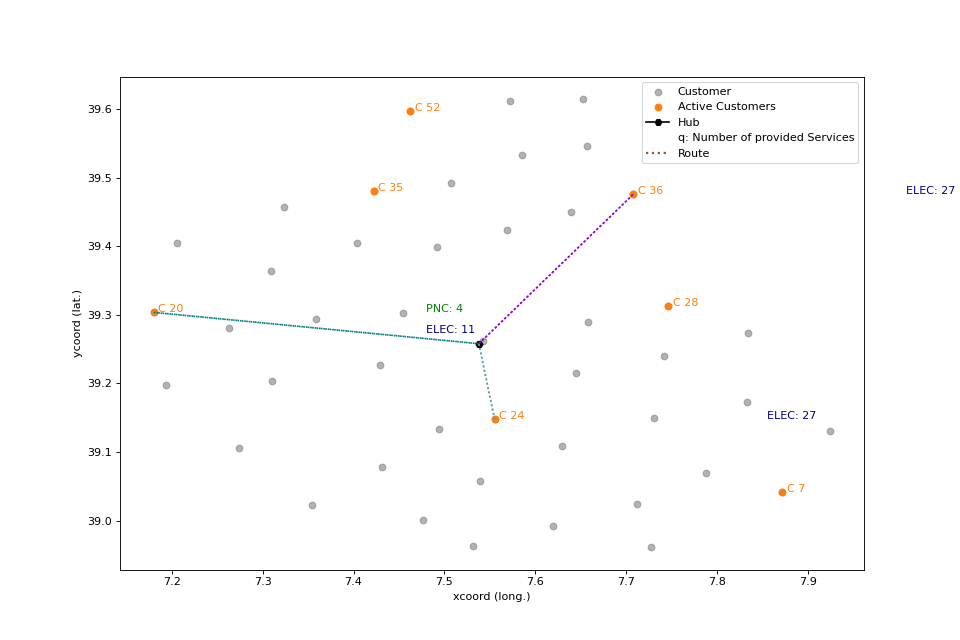 Customer
Active Customers
Hub
q: Number of provided Services
Route
39.6
39.5
39.4
39.3
39.2
39.1
39.0
ycoord (lat.)
C 52
C 35
C 36
ELEC: 27
C 20
PNC: 4
C 28
ELEC: 11
C 24
ELEC: 27
C 7
7.2 7.3 7.4 7.5 7.6 7.7 7.8 7.9
xcoord (long.)